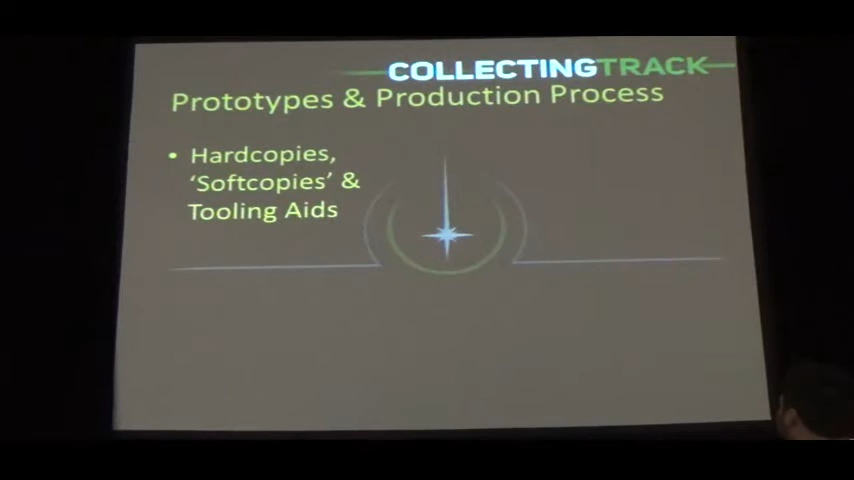 COLLECTINGTRACK
Prototypes & Production Process
• Hardcopies,
‘Softcopies’ &
Tooling Aids